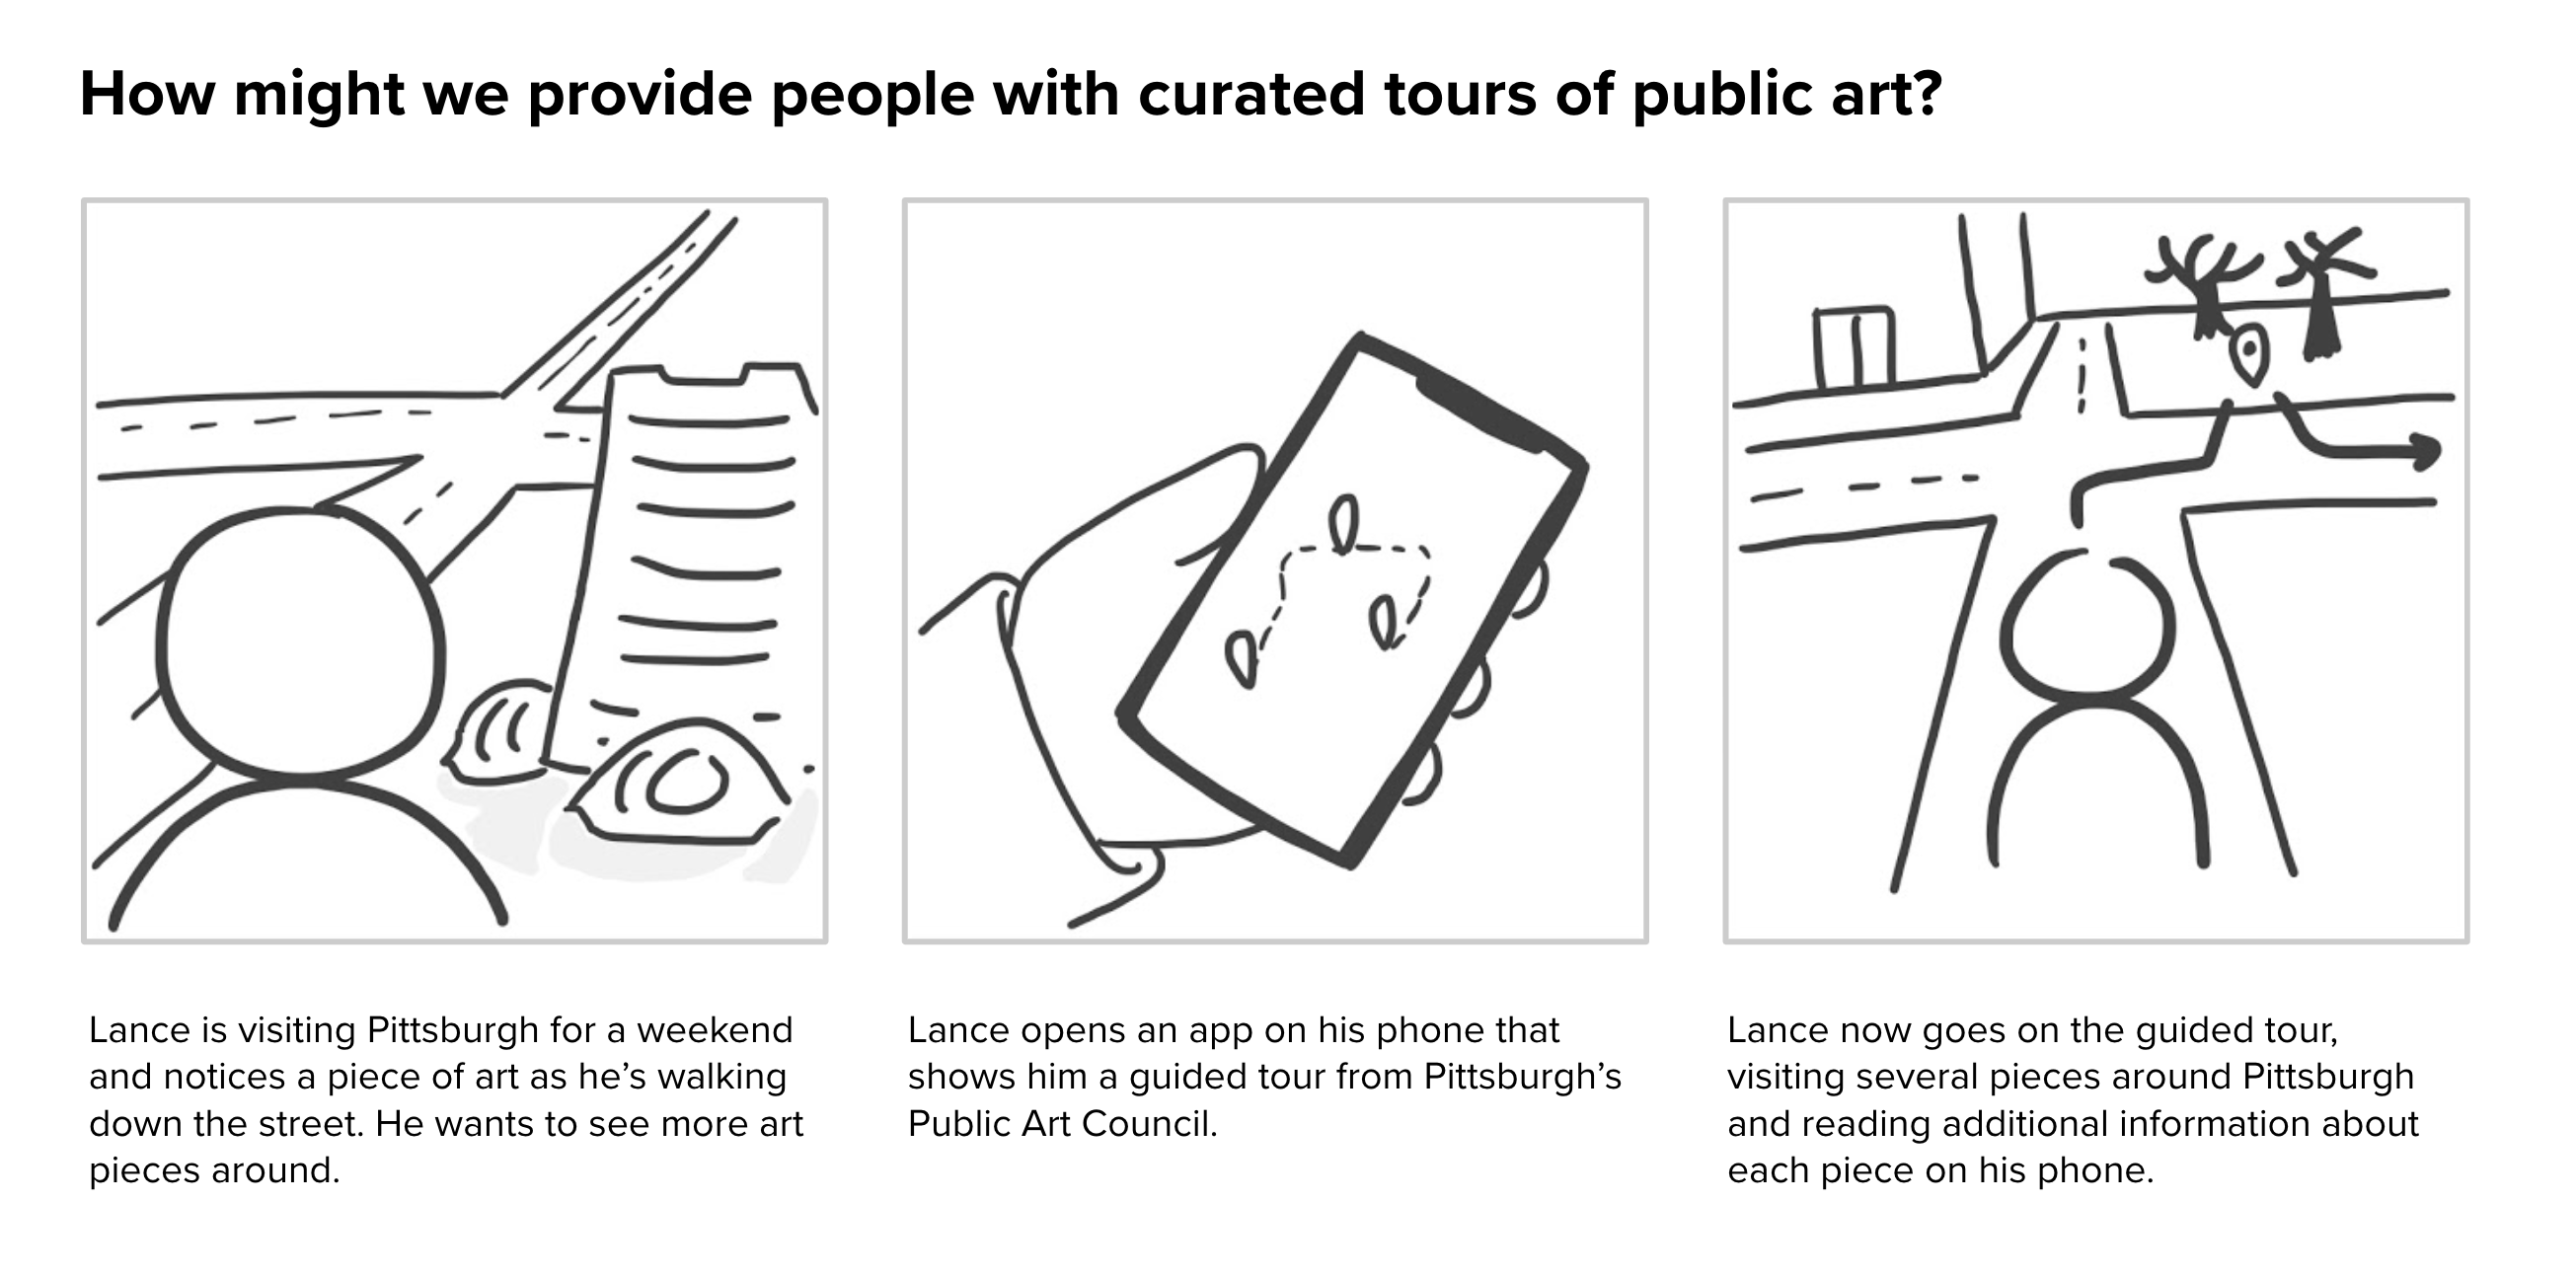 How might we provide people with curated tours of public art?
Lance is visiting Pittsburgh for a weekend
and notices a piece of art as he’s walking
down the street. He wants to see more art
pieces around.
Lance opens an app on his phone that
shows him a guided tour from Pittsburgh’s
Public Art Council.
Lance now goes on the guided tour,
visiting several pieces around Pittsburgh
and reading additional information about
each piece on his phone.